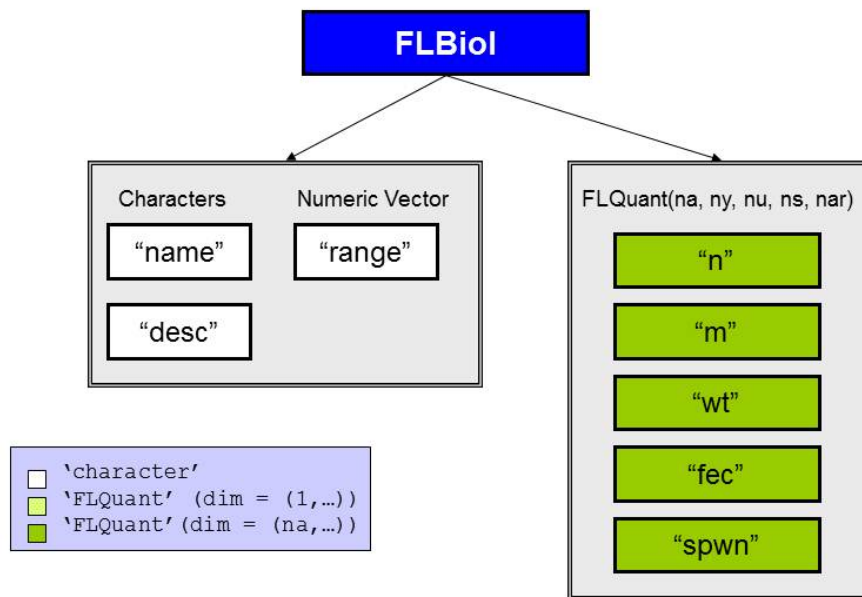 FLBiol
Characters
Numeric Vector
“name”
“range”
“desc”
FLQuant(na, ny, nu, ns, nar)
“n”
“m”
“wt”
“fec”
“spwn”
‘character’
‘FLQuant’ (dim = (1,…))
‘FLQuant’(dim = (na,…))